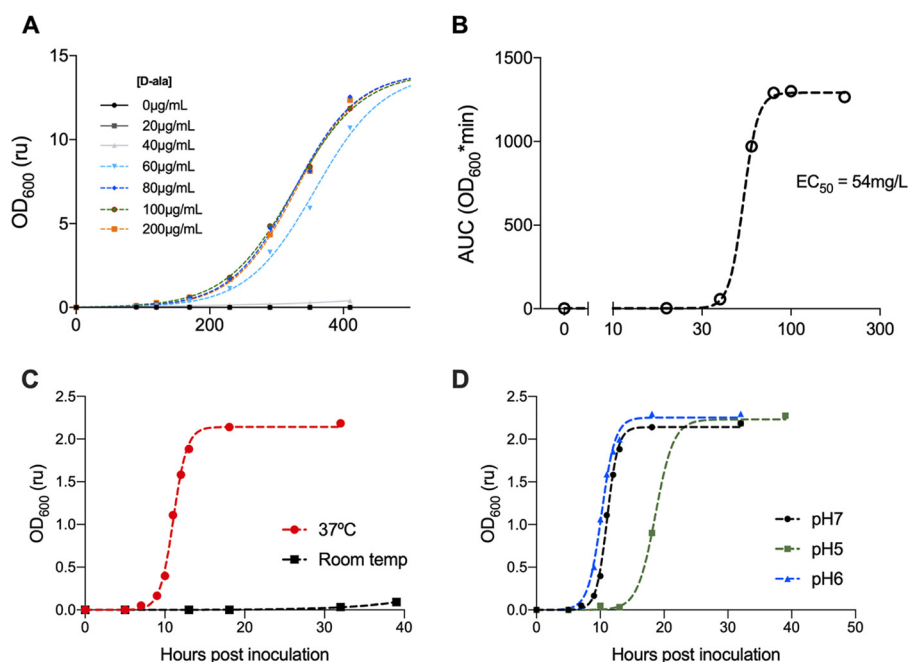 A
OD600 (ru)
15
10
5
0
0
200
400
[D-ala]
0µg/mL
20µg/mL
40µg/mL
60µg/mL
80µg/mL
100µg/mL
200µg/mL
B
AUC (OD600*min)
1500
1000
500
0
0
10
30
100
300
EC50 = 54mg/L
C
OD600 (ru)
2.5
2.0
1.5
1.0
0.5
0.0
0
10
20
30
40
Hours post inoculation
37ºC
Room temp
D
OD600 (ru)
2.5
2.0
1.5
1.0
0.5
0.0
0
10
20
30
40
50
Hours post inoculation
pH7
pH5
pH6